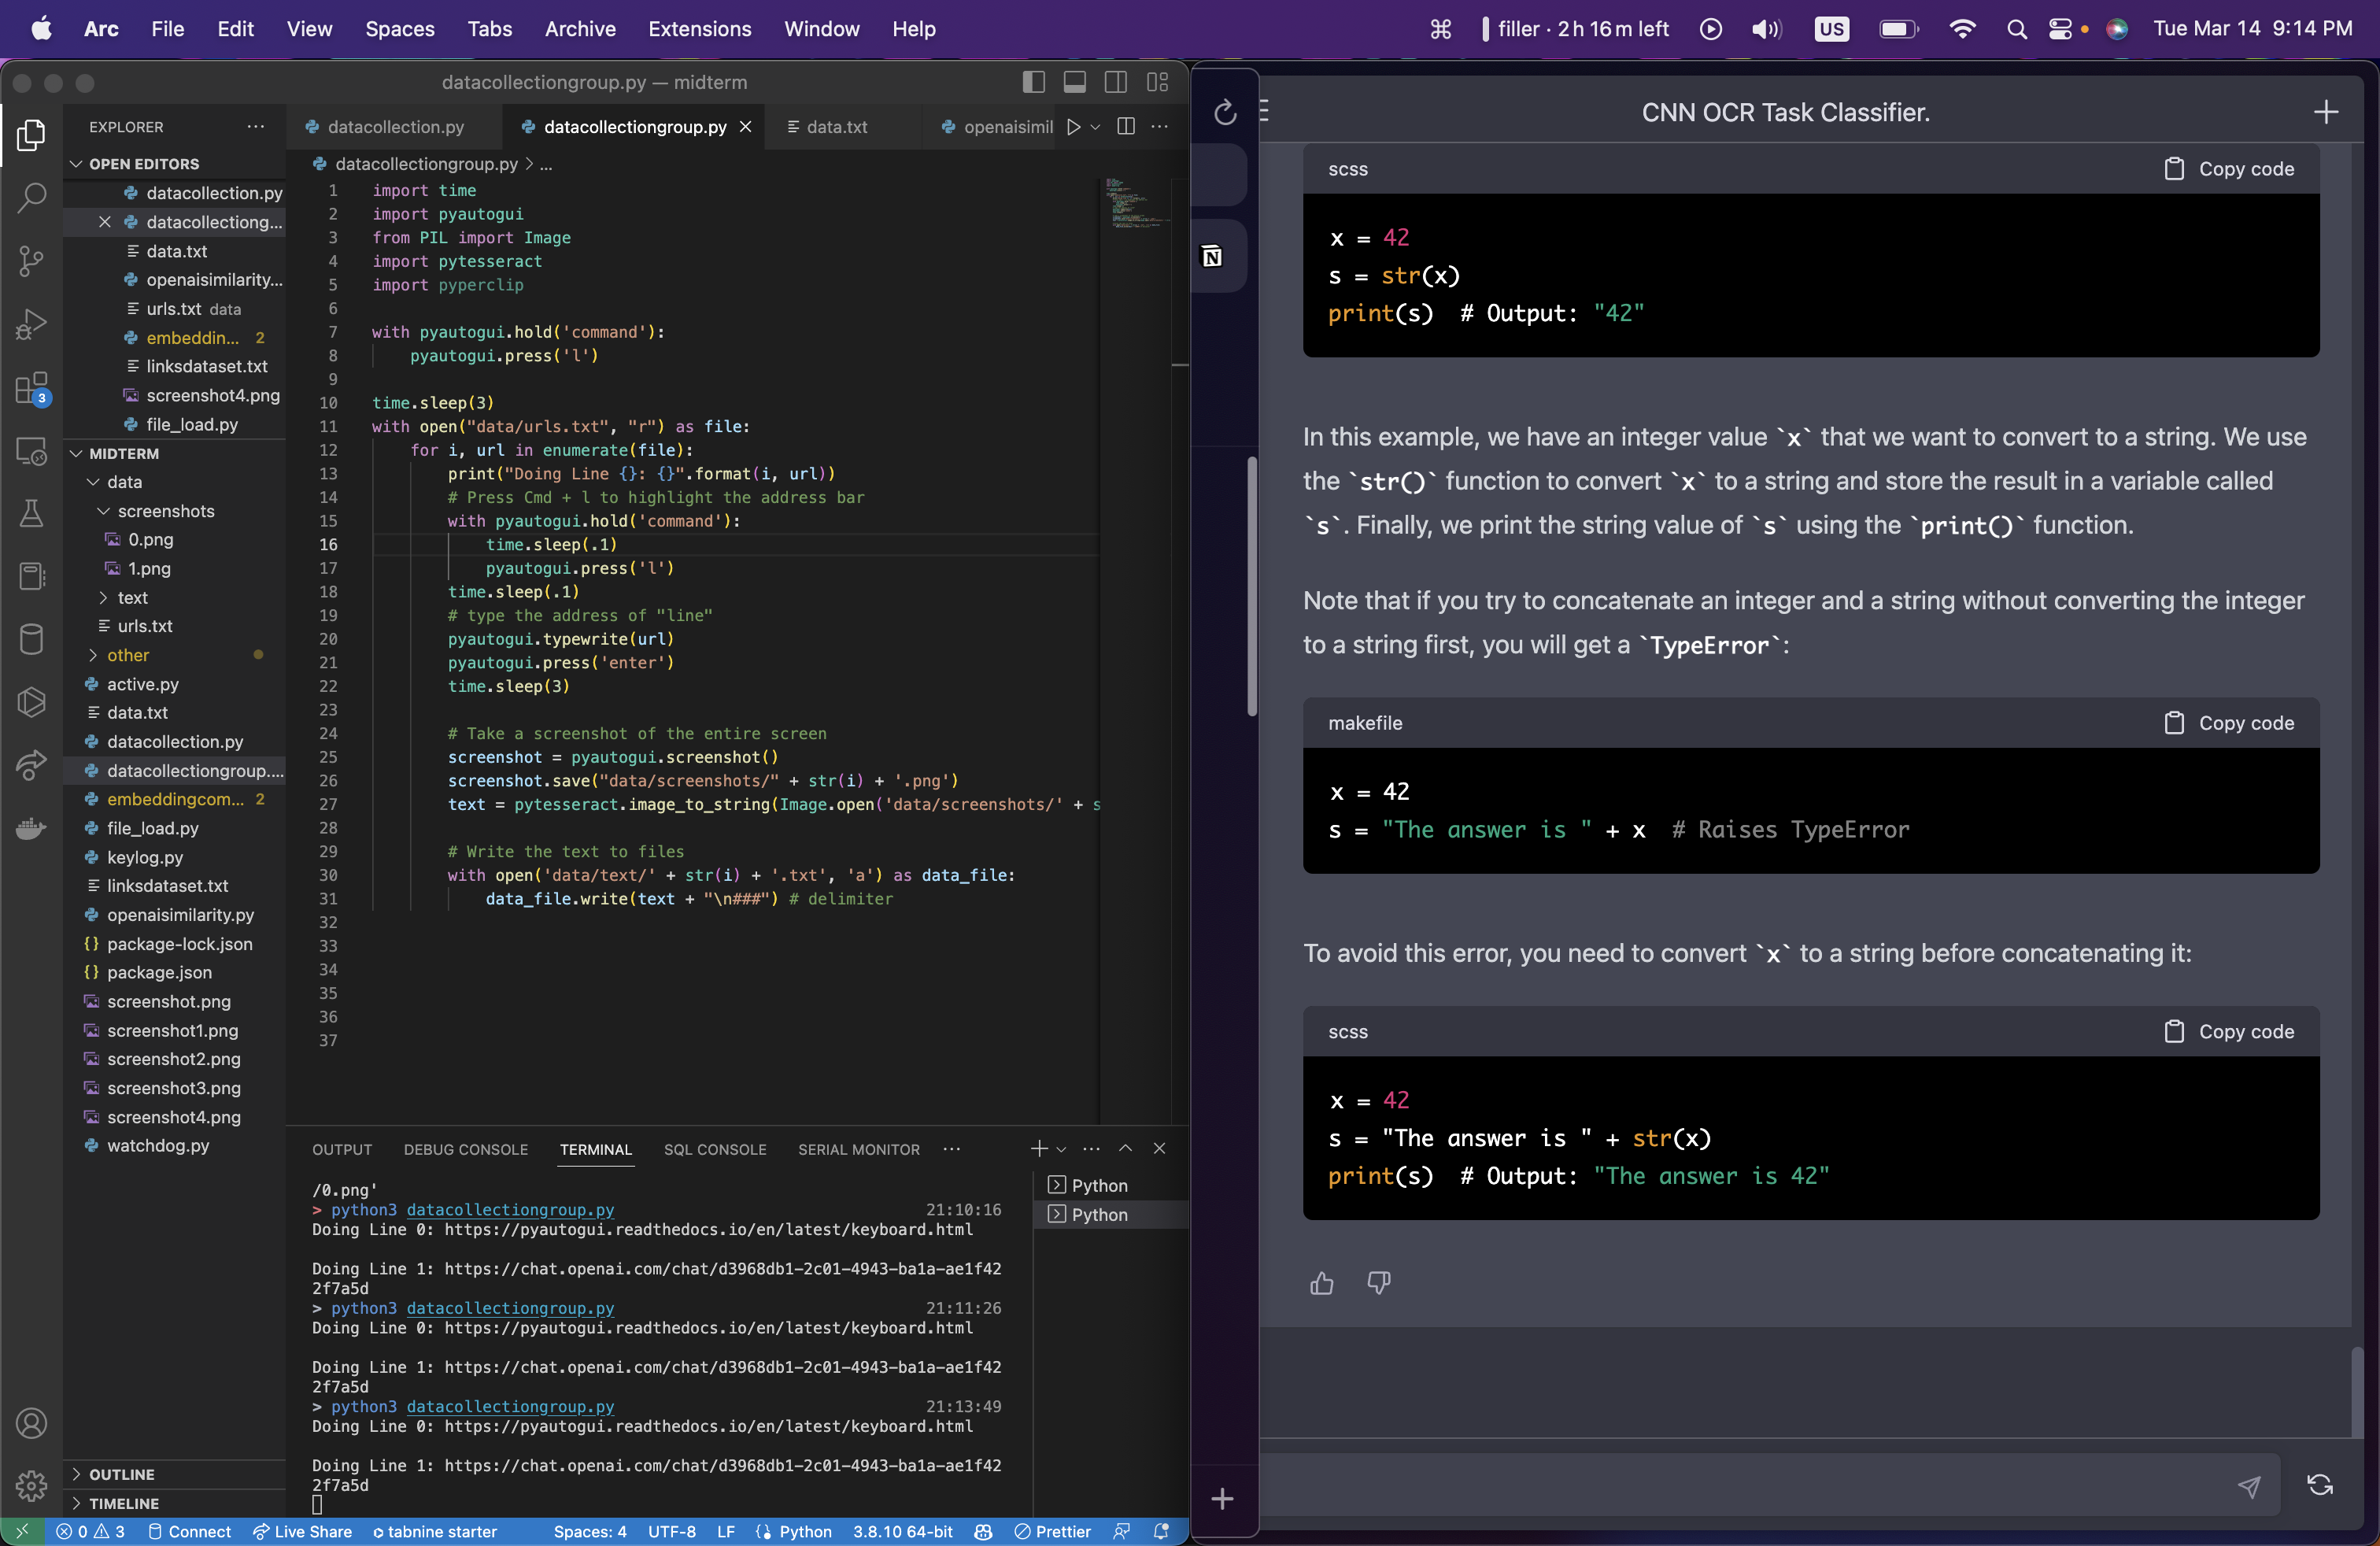 Arc File Edit View Spaces Tabs Archive Extensions Window Help
filler · 2 h 16 m left US Tue Mar 14 9:14 PM
datacollectiongroup.py — midterm
EXPLORER
OPEN EDITORS
datacollection.py
datacollectiong...
data.txt
openaisimilarity...
urls.txt data
embeddin... 2
linksdataset.txt
screenshot4.png
file_load.py
MIDTERM
data
screenshots
0.png
1.png
text
urls.txt
other
active.py
data.txt
datacollection.py
datacollectiongroup....
embeddingcom... 2
file_load.py
keylog.py
linksdataset.txt
openaisimilarity.py
{} package-lock.json
{} package.json
screenshot.png
screenshot1.png
screenshot2.png
screenshot3.png
screenshot4.png
watchdog.py
OUTLINE
TIMELINE
3
datacollection.py datacollectiongroup.py data.txt openaisimil
datacollectiongroup.py > ...
1 import time
2 import pyautogui
3 from PIL import Image
4 import pytesseract
5 import pyperclip
6
7 with pyautogui.hold('command'):
8 pyautogui.press('l')
9
10 time.sleep(3)
11 with open("data/urls.txt", "r") as file:
12 for i, url in enumerate(file):
13 print("Doing Line {}: {}".format(i, url))
14 # Press Cmd + l to highlight the address bar
15 with pyautogui.hold('command'):
16 time.sleep(.1)
17 pyautogui.press('l')
18 time.sleep(.1)
19 # type the address of "line"
20 pyautogui.typewrite(url)
21 pyautogui.press('enter')
22 time.sleep(3)
23
24 # Take a screenshot of the entire screen
25 screenshot = pyautogui.screenshot()
26 screenshot.save("data/screenshots/" + str(i) + '.png')
27 text = pytesseract.image_to_string(Image.open('data/screenshots/' + s
28
29 # Write the text to files
30 with open('data/text/' + str(i) + '.txt', 'a') as data_file:
31 data_file.write(text + "\n###") # delimiter
32
33
34
35
36
37
OUTPUT DEBUG CONSOLE TERMINAL SQL CONSOLE SERIAL MONITOR
/0.png'
> python3 datacollectiongroup.py 21:10:16
Doing Line 0: https://pyautogui.readthedocs.io/en/latest/keyboard.html
Doing Line 1: https://chat.openai.com/chat/d3968db1-2c01-4943-ba1a-ae1f42
2f7a5d
> python3 datacollectiongroup.py 21:11:26
Doing Line 0: https://pyautogui.readthedocs.io/en/latest/keyboard.html
Doing Line 1: https://chat.openai.com/chat/d3968db1-2c01-4943-ba1a-ae1f42
2f7a5d
> python3 datacollectiongroup.py 21:13:49
Doing Line 0: https://pyautogui.readthedocs.io/en/latest/keyboard.html
Doing Line 1: https://chat.openai.com/chat/d3968db1-2c01-4943-ba1a-ae1f42
2f7a5d
Python
Python
0 3 Connect Live Share tabnine starter Spaces: 4 UTF-8 LF Python 3.8.10 64-bit Prettier
N
CNN OCR Task Classifier.
scss Copy code
x = 42
s = str(x)
print(s) # Output: "42"
In this example, we have an integer value `x` that we want to convert to a string. We use
the `str()` function to convert `x` to a string and store the result in a variable called
`s`. Finally, we print the string value of `s` using the `print()` function.
Note that if you try to concatenate an integer and a string without converting the integer
to a string first, you will get a `TypeError`:
makefile Copy code
x = 42
s = "The answer is " + x # Raises TypeError
To avoid this error, you need to convert `x` to a string before concatenating it:
scss Copy code
x = 42
s = "The answer is " + str(x)
print(s) # Output: "The answer is 42"